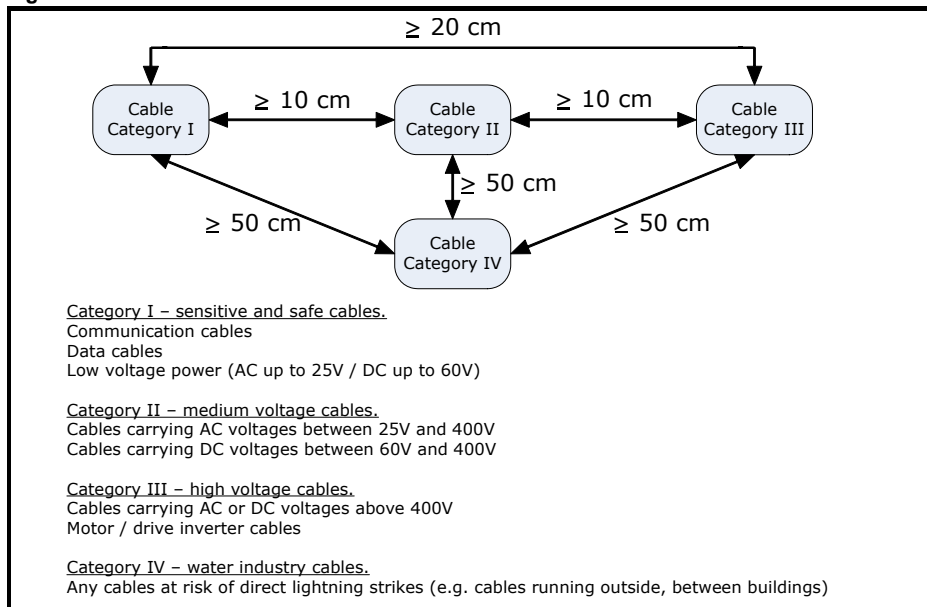 ≥ 20 cm
Cable
Category I
≥ 10 cm
Cable
Category II
≥ 10 cm
Cable
Category III
≥ 50 cm
≥ 50 cm
≥ 50 cm
Cable
Category IV
Category I – sensitive and safe cables.
Communication cables
Data cables
Low voltage power (AC up to 25V / DC up to 60V)
Category II – medium voltage cables.
Cables carrying AC voltages between 25V and 400V
Cables carrying DC voltages between 60V and 400V
Category III – high voltage cables.
Cables carrying AC or DC voltages above 400V
Motor / drive inverter cables
Category IV – water industry cables.
Any cables at risk of direct lightning strikes (e.g. cables running outside, between buildings)